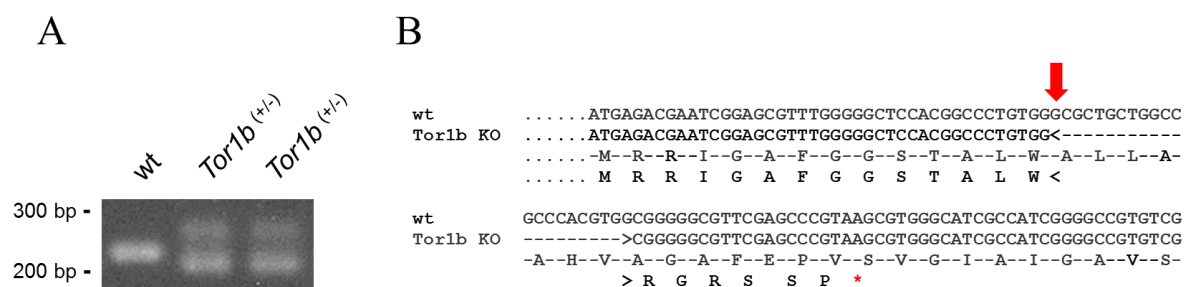 A
B
wt
Tor1b (+/-)
Tor1b (+/-)
300 bp -
200 bp -
wt ......ATGAGACGAATCGGAGCGTTTGGGGGCTCCACGGCCCTGTGGGCGCTGCTGGCC
Tor1b KO ......ATGAGACGAATCGGAGCGTTTGGGGGCTCCACGGCCCTGTGG<-----------
......-M--R--R--I--G--A--F--G--G--S--T--A--L--W--A--L--L--A-
...... M R R I G A F G G S T A L W <
wt GCCCACGTGGCGGGGGCGTTCGAGCCCGTAAGCGTGGGCATCGCCATCGGGGCCGTGTCG
Tor1b KO --------->CGGGGGCGTTCGAGCCCGTAAGCGTGGGCATCGCCATCGGGGCCGTGTCG
-A--H--V--A--G--A--F--E--P--V--S--V--G--I--A--I--G--A--V--S-
> R G R S S P *